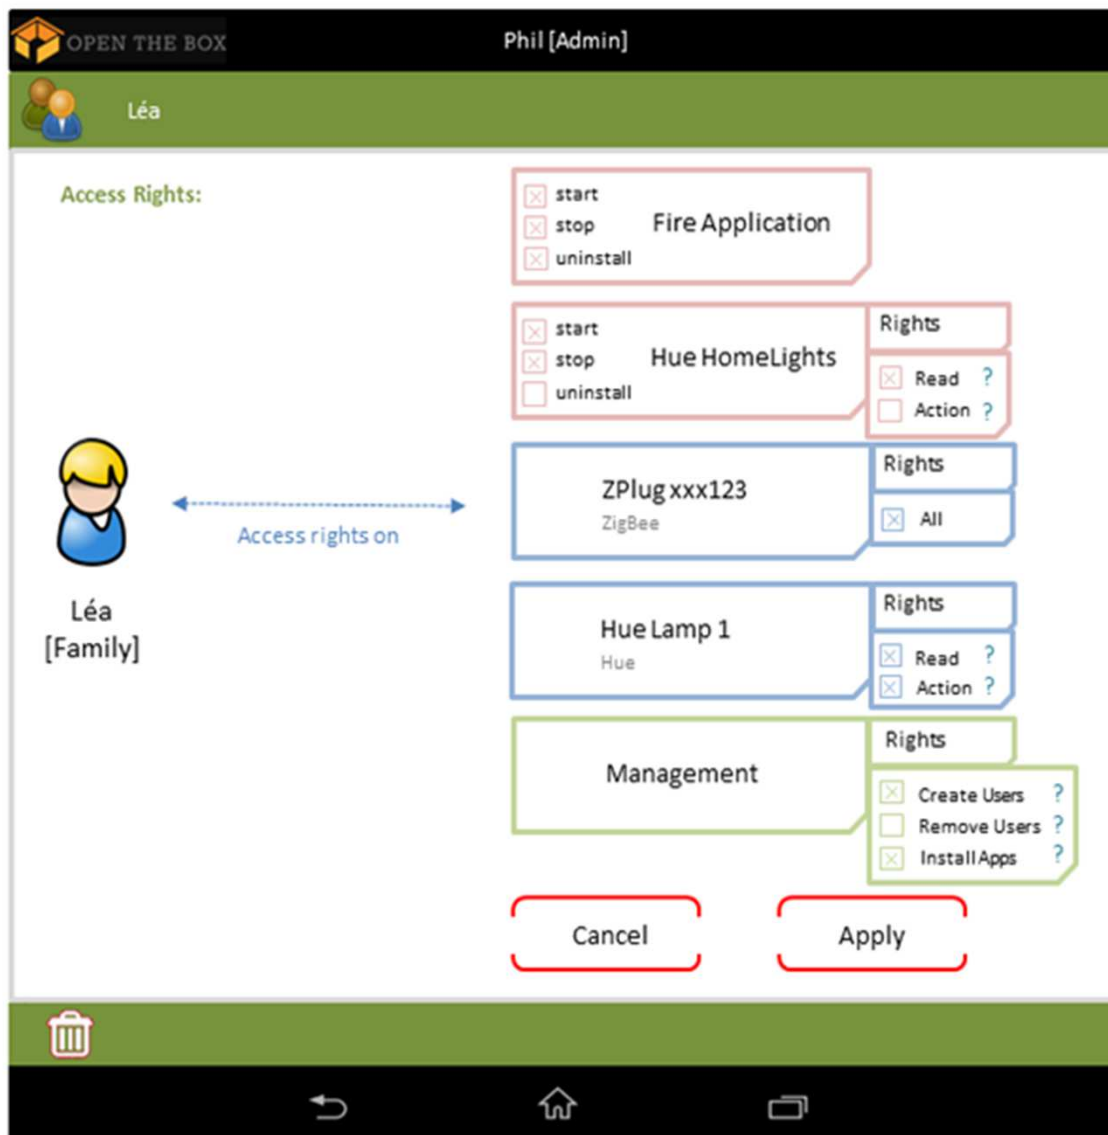 OPEN THE BOX
Phil [Admin]
Léa
Access Rights:
start
stop
uninstall
Fire Application
start
stop
uninstall
Hue HomeLights
Rights
Read ?
Action ?
ZPlug xxx123
ZigBee
Rights
All
Access rights on
Léa
[Family]
Hue Lamp 1
Hue
Rights
Read ?
Action ?
Management
Rights
Create Users ?
Remove Users ?
Install Apps ?
Cancel
Apply